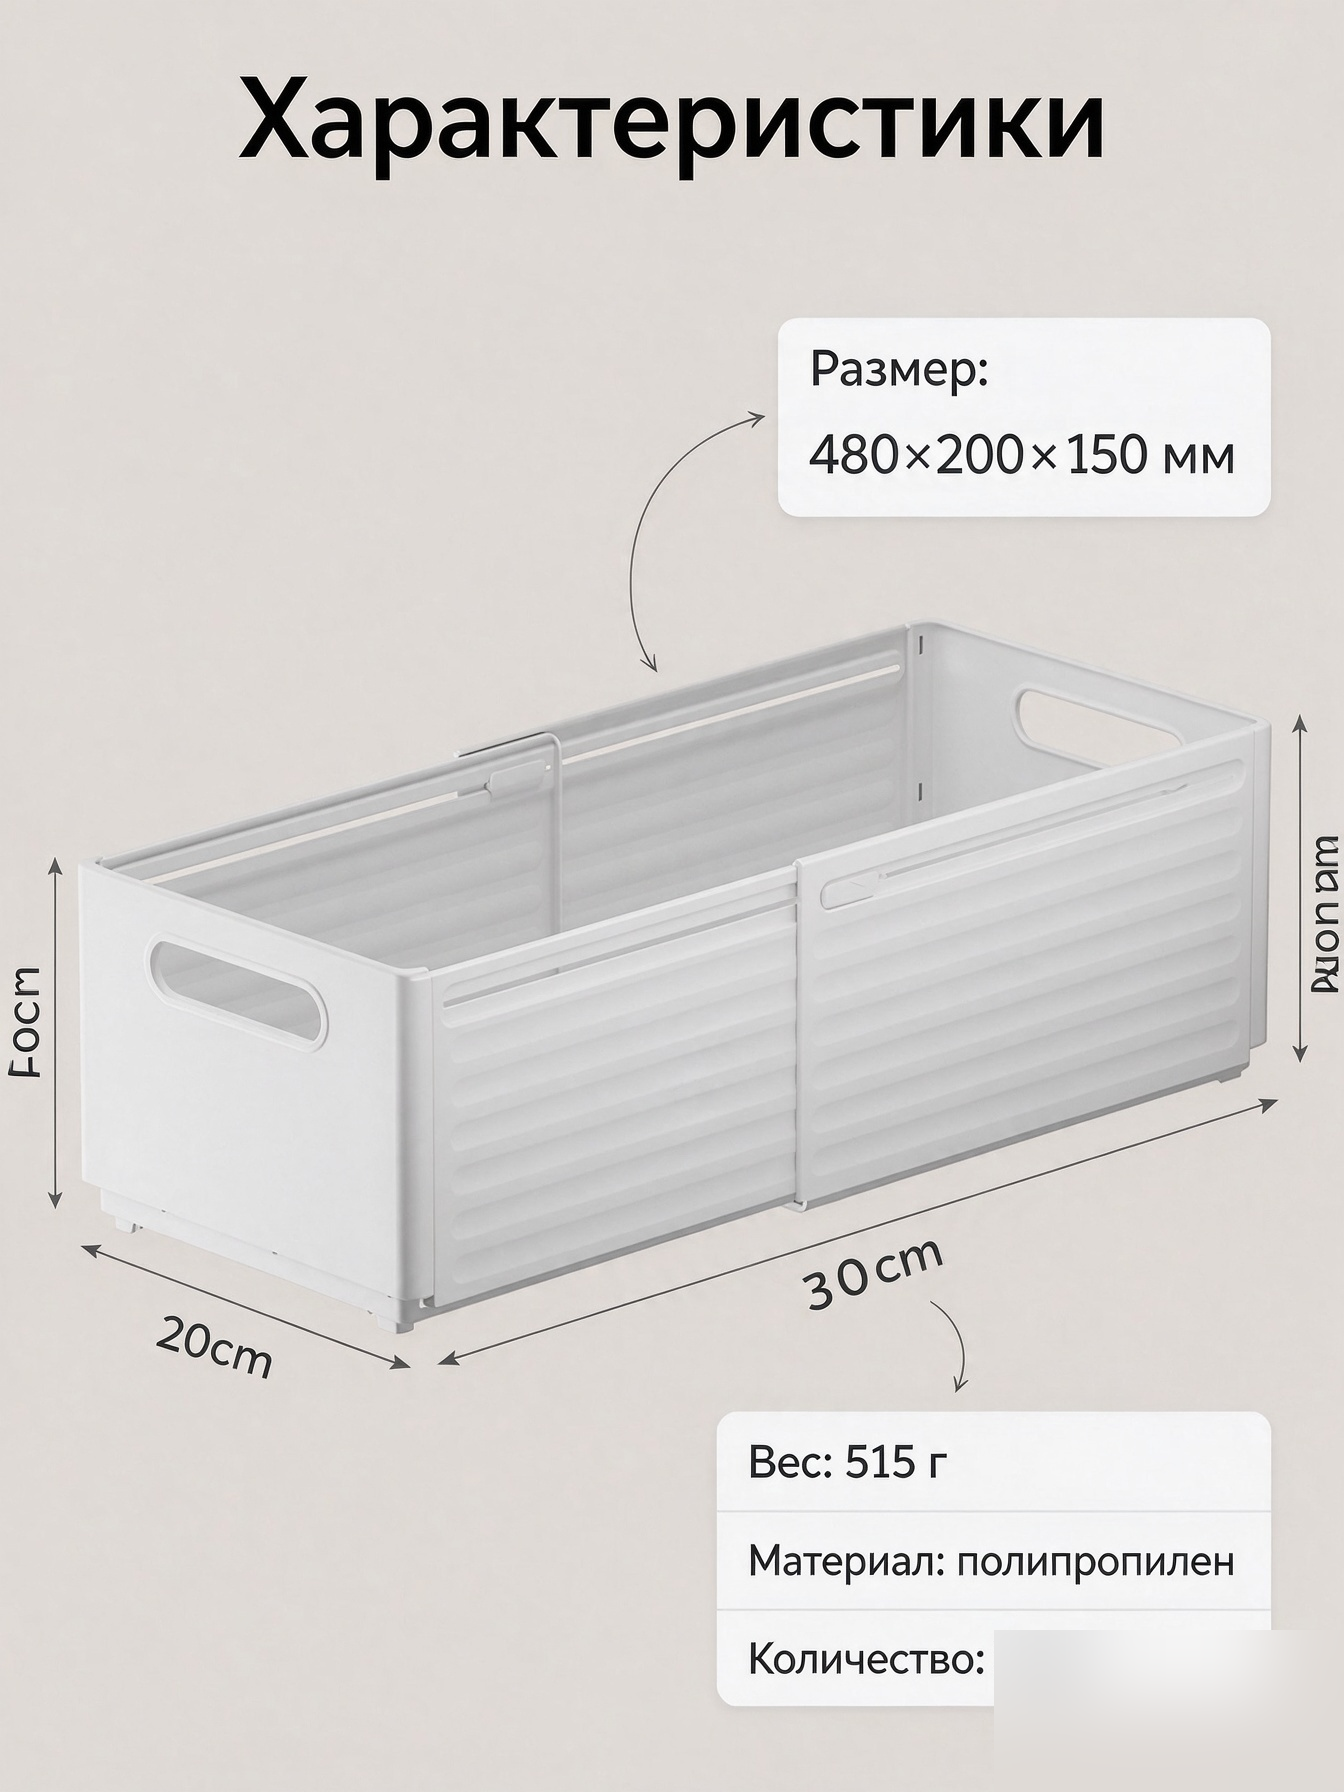 Характеристики
Размер:
480×200×150 мм
20cm
30cm
Вес: 515 г
Материал: полипропилен
Количество: